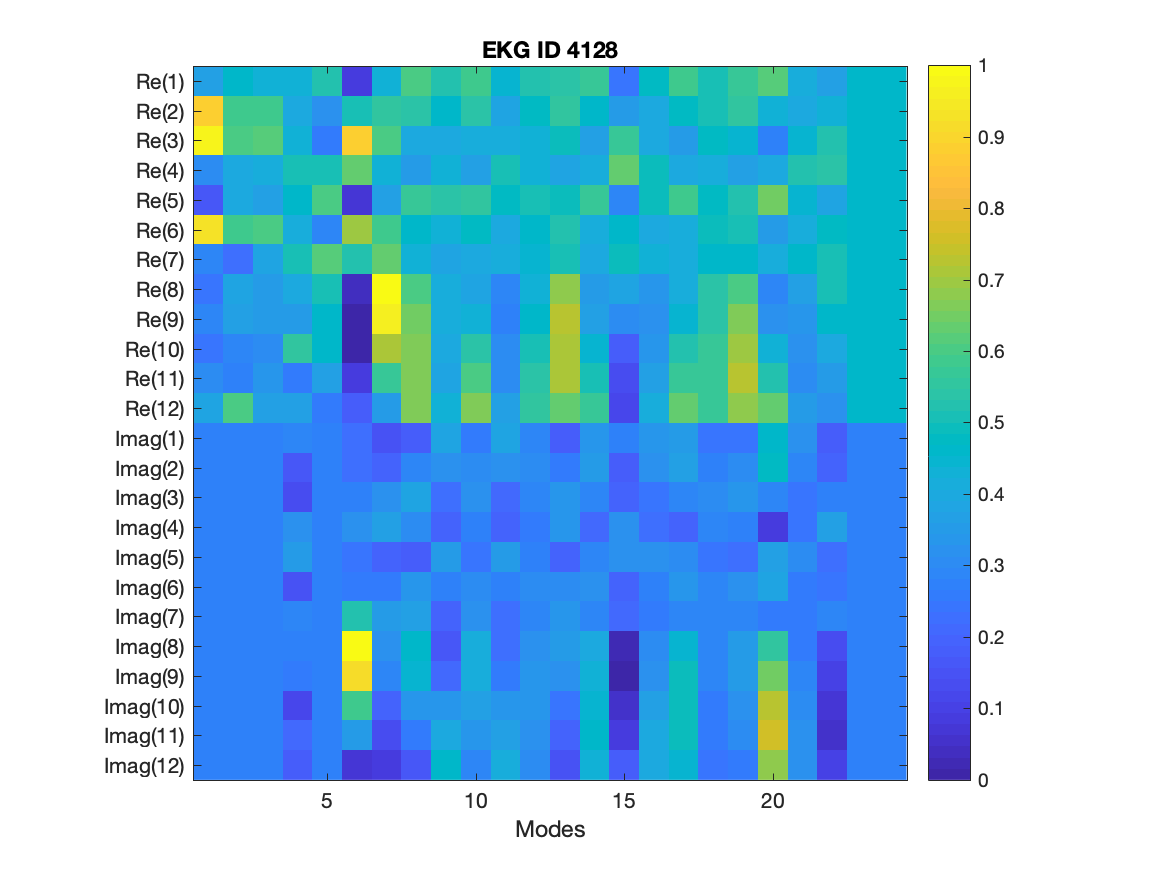 EKG ID 4128
Re(1)
Re(2)
Re(3)
Re(4)
Re(5)
Re(6)
Re(7)
Re(8)
Re(9)
Re(10)
Re(11)
Re(12)
Imag(1)
Imag(2)
Imag(3)
Imag(4)
Imag(5)
Imag(6)
Imag(7)
Imag(8)
Imag(9)
Imag(10)
Imag(11)
Imag(12)
5 10 15 20
Modes
1
0.9
0.8
0.7
0.6
0.5
0.4
0.3
0.2
0.1
0